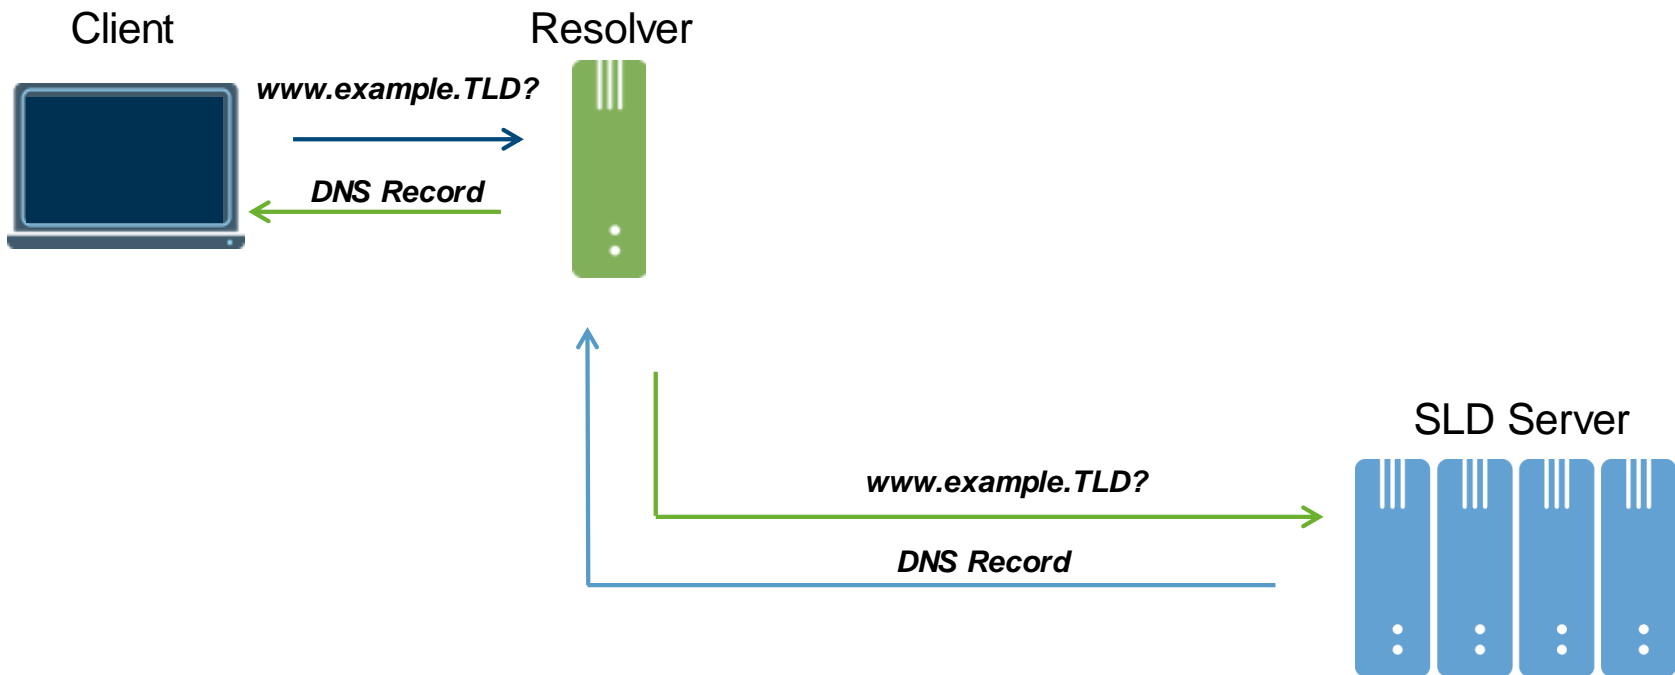 Client
Resolver
www.example.TLD?
DNS Record
SLD Server
www.example.TLD?
DNS Record